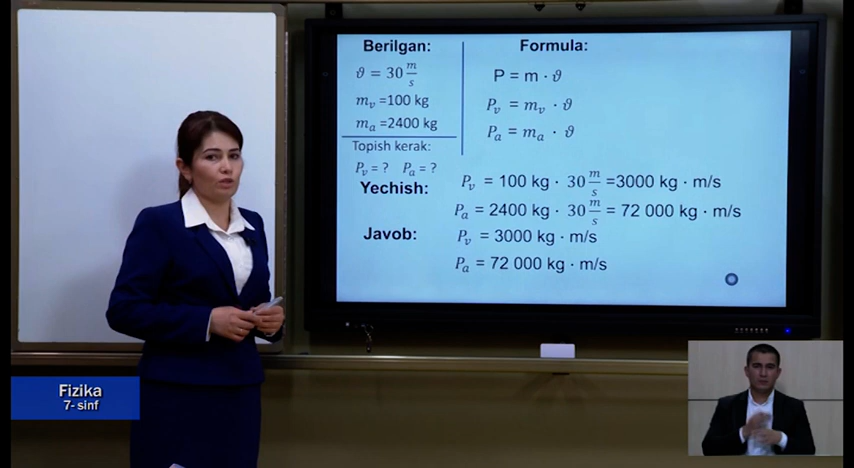 Berilgan:
ϑ = 30 m/s
m_v =100 kg
m_a =2400 kg
Topish kerak:
P_v = ? P_a = ?
Formula:
P = m · ϑ
P_v = m_v · ϑ
P_a = m_a · ϑ
Yechish: P_v = 100 kg · 30 m/s =3000 kg · m/s
P_a = 2400 kg · 30 m/s = 72 000 kg · m/s
Javob: P_v = 3000 kg · m/s
P_a = 72 000 kg · m/s
Fizika
7- sinf